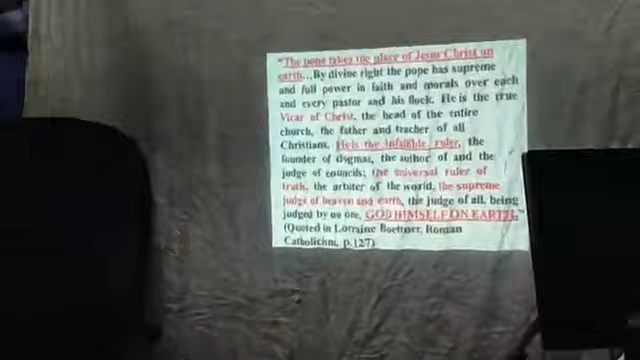 "The pope takes the place of Jesus Christ on
earth...By divine right the pope has supreme
and full power in faith and morals over each
and every pastor and his flock. He is the true
Vicar of Christ, the head of the entire
church, the father and teacher of all
Christians. He is the infallible ruler, the
founder of dogmas, the author of and the
judge of councils; the universal ruler of
truth, the arbiter of the world, the supreme
judge of heaven and earth, the judge of all, being
judged by no one, GOD HIMSELF ON EARTH."
(Quoted in Lorraine Boettner, Roman
Catholicism, p.127)